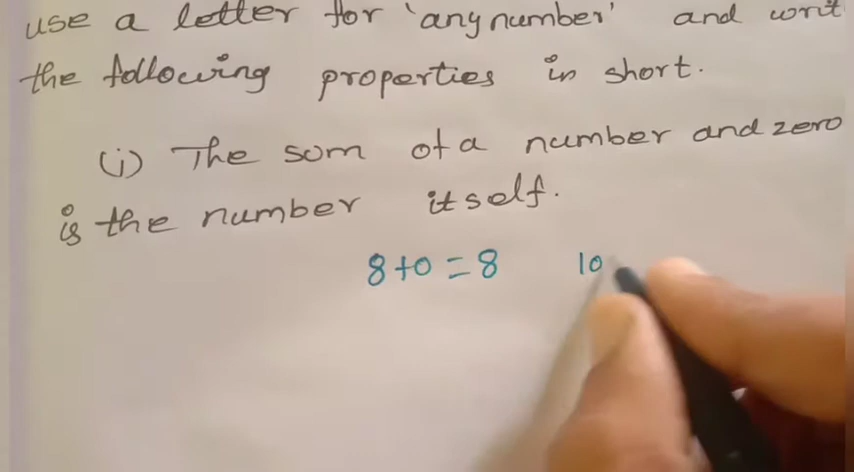 use a letter for 'any number' and writ
the following properties in short.
(i) The sum of a number and zero
is the number itself.
8+0=8 10